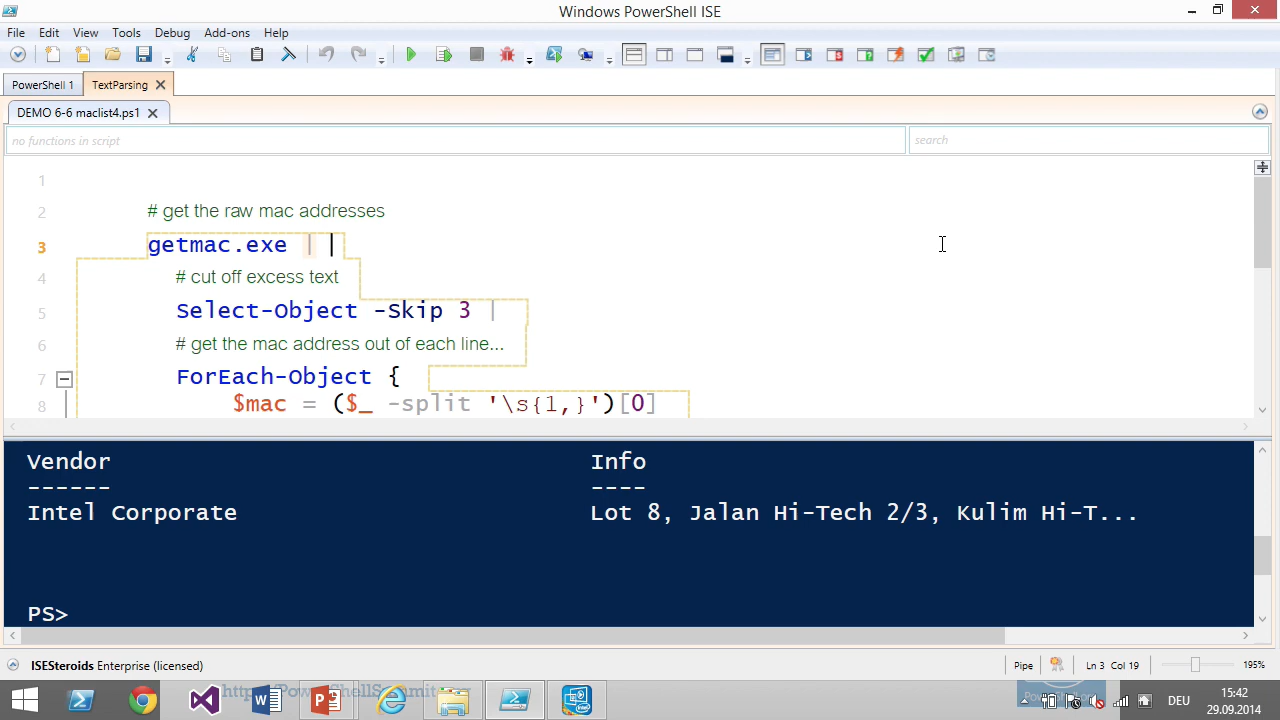 Windows PowerShell ISE
File Edit View Tools Debug Add-ons Help
PowerShell 1 TextParsing
DEMO 6-6 maclist4.ps1
no functions in script search
1
2 # get the raw mac addresses
3 getmac.exe | 
4 # cut off excess text
5 Select-Object -Skip 3 |
6 # get the mac address out of each line...
7 ForEach-Object {
8 $mac = ($_ -split '\s{1,}')[0]
Vendor Info
------ ----
Intel Corporate Lot 8, Jalan Hi-Tech 2/3, Kulim Hi-T...
PS>
ISESteroids Enterprise (licensed) Pipe Ln 3 Col 19 195%
DEU 15:42
29.09.2014